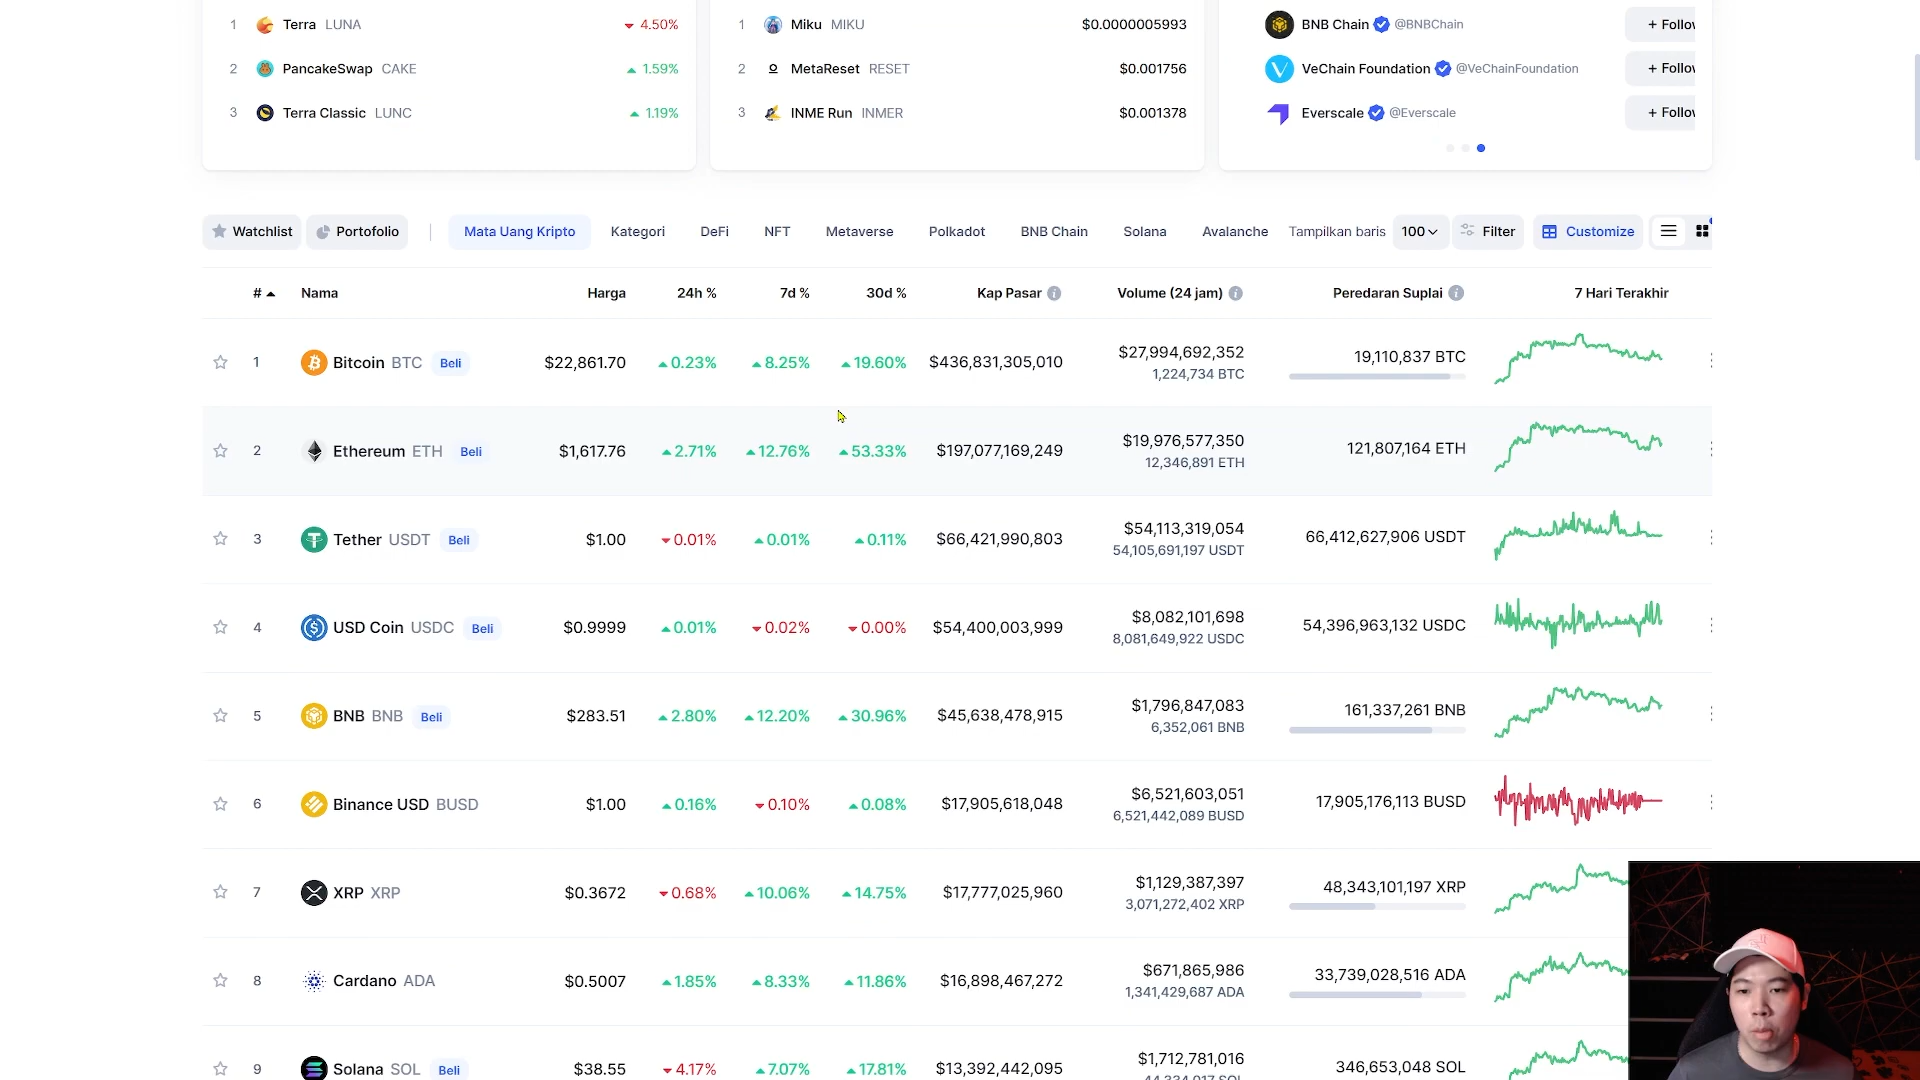 1 Terra LUNA 4.50%
2 PancakeSwap CAKE 1.59%
3 Terra Classic LUNC 1.19%
1 Miku MIKU $0.0000005993
2 MetaReset RESET $0.001756
3 INME Run INMER $0.001378
BNB Chain @BNBChain + Follow
VeChain Foundation @VeChainFoundation + Follow
Everscale @Everscale + Follow
Watchlist Portofolio Mata Uang Kripto Kategori DeFi NFT Metaverse Polkadot BNB Chain Solana Avalanche Tampilkan baris 100 Filter Customize
# Nama Harga 24h % 7d % 30d % Kap Pasar Volume (24 jam) Peredaran Suplai 7 Hari Terakhir
1 Bitcoin BTC Beli $22,861.70 0.23% 8.25% 19.60% $436,831,305,010 $27,994,692,352 19,110,837 BTC
1,224,734 BTC
2 Ethereum ETH Beli $1,617.76 2.71% 12.76% 53.33% $197,077,169,249 $19,976,577,350 121,807,164 ETH
12,346,891 ETH
3 Tether USDT Beli $1.00 0.01% 0.01% 0.11% $66,421,990,803 $54,113,319,054 66,412,627,906 USDT
54,105,691,197 USDT
4 USD Coin USDC Beli $0.9999 0.01% 0.02% 0.00% $54,400,003,999 $8,082,101,698 54,396,963,132 USDC
8,081,649,922 USDC
5 BNB BNB Beli $283.51 2.80% 12.20% 30.96% $45,638,478,915 $1,796,847,083 161,337,261 BNB
6,352,061 BNB
6 Binance USD BUSD $1.00 0.16% 0.10% 0.08% $17,905,618,048 $6,521,603,051 17,905,176,113 BUSD
6,521,442,089 BUSD
7 XRP XRP $0.3672 0.68% 10.06% 14.75% $17,777,025,960 $1,129,387,397 48,343,101,197 XRP
3,071,272,402 XRP
8 Cardano ADA $0.5007 1.85% 8.33% 11.86% $16,898,467,272 $671,865,986 33,739,028,516 ADA
1,341,429,687 ADA
9 Solana SOL Beli $38.55 4.17% 7.07% 17.81% $13,392,442,095 $1,712,781,016 346,653,048 SOL